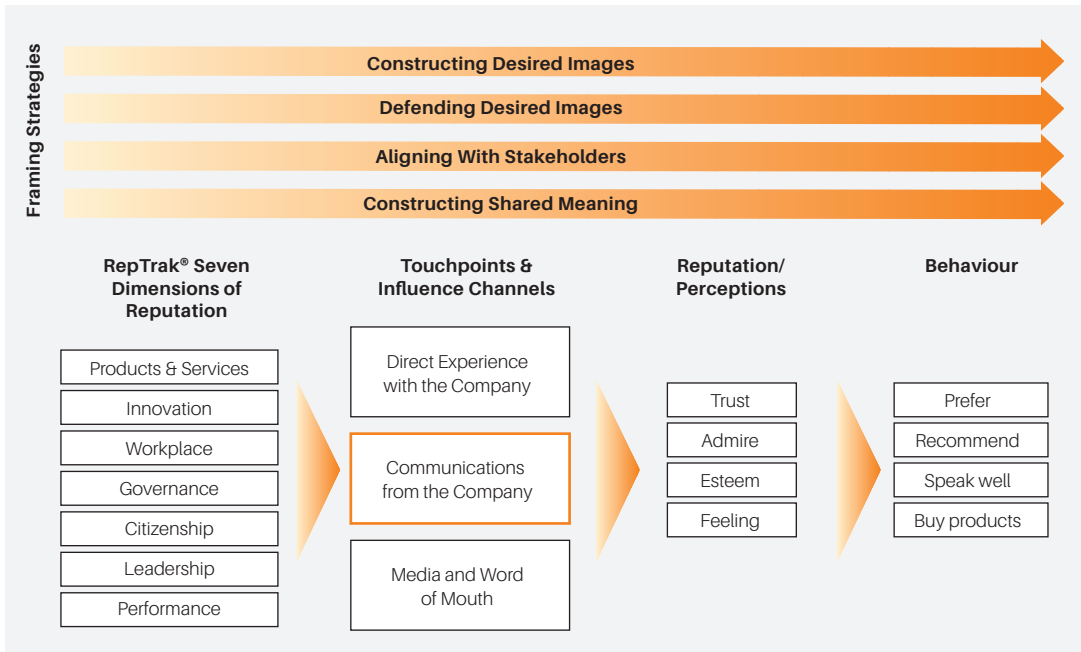 Framing Strategies
Constructing Desired Images
Defending Desired Images
Aligning With Stakeholders
Constructing Shared Meaning
RepTrak® Seven
Dimensions of
Reputation
Products & Services
Innovation
Workplace
Governance
Citizenship
Leadership
Performance
Touchpoints &
Influence Channels
Direct Experience
with the Company
Communications
from the Company
Media and Word
of Mouth
Reputation/
Perceptions
Trust
Admire
Esteem
Feeling
Behaviour
Prefer
Recommend
Speak well
Buy products